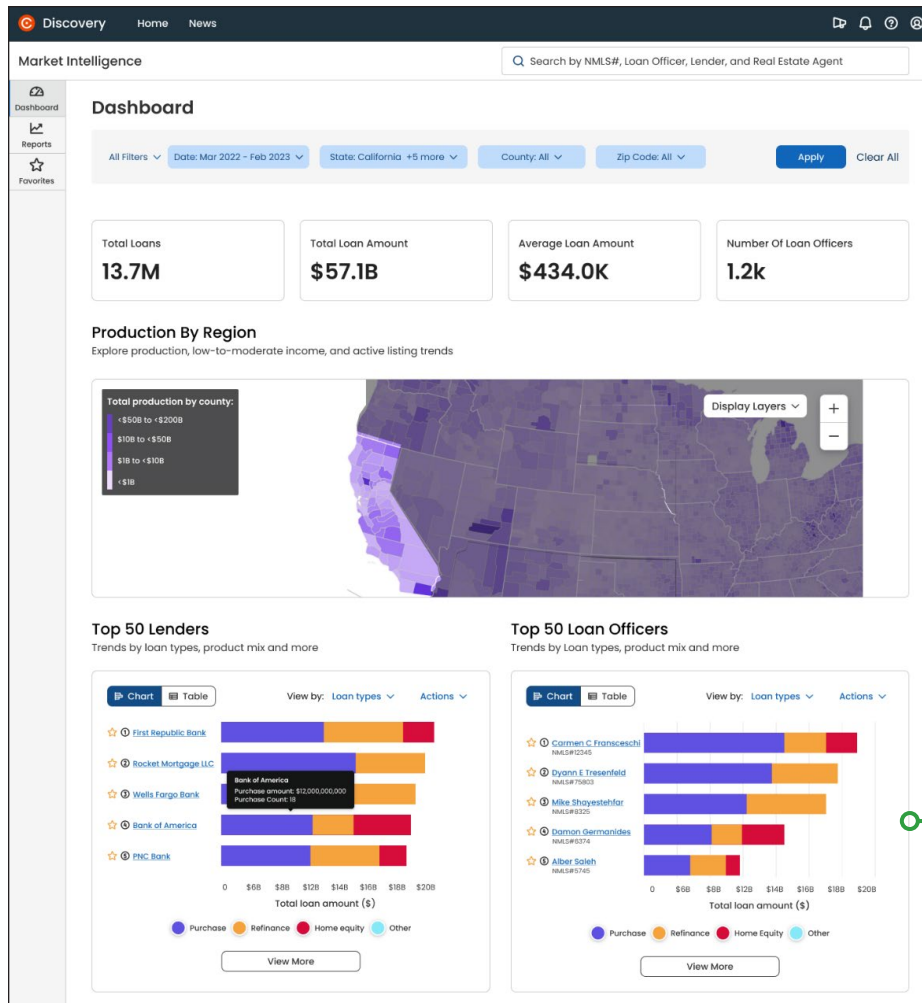 Discovery Home News
Market Intelligence
Search by NMLS#, Loan Officer, Lender, and Real Estate Agent
Dashboard
Reports
Favorites
Dashboard
All Filters Date: Mar 2022 - Feb 2023 State: California +5 more County: All Zip Code: All Apply Clear All
Total Loans
13.7M
Total Loan Amount
$57.1B
Average Loan Amount
$434.0K
Number Of Loan Officers
1.2k
Production By Region
Explore production, low-to-moderate income, and active listing trends
Total production by county:
<$50B to <$200B
$10B to <$50B
$1B to <$10B
<$1B
Display Layers
+
−
Top 50 Lenders
Trends by loan types, product mix and more
Chart Table View by: Loan types Actions
1 First Republic Bank
2 Rocket Mortgage LLC
3 Wells Fargo Bank
4 Bank of America
5 PNC Bank
Bank of America
Purchase amount: $12,000,000,000
Purchase Count: 18
0 $6B $8B $12B $14B $16B $18B $20B
Total loan amount ($)
Purchase Refinance Home equity Other
View More
Top 50 Loan Officers
Trends by Loan types, product mix and more
Chart Table View by: Loan types Actions
1 Carmen C Fransceschi
NMLS#12345
2 Dyann E Tresenfeld
NMLS#75803
3 Mike Shayestehfar
NMLS#8325
4 Damon Germanides
NMLS#6374
5 Alber Saleh
NMLS#5745
0 $6B $8B $12B $14B $16B $18B $20B
Total loan amount ($)
Purchase Refinance Home Equity Other
View More